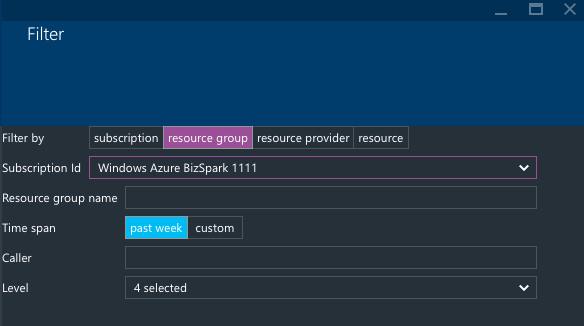 Filter
Filter by subscription resource group resource provider resource
Subscription Id Windows Azure BizSpark 1111
Resource group name
Time span past week custom
Caller
Level 4 selected